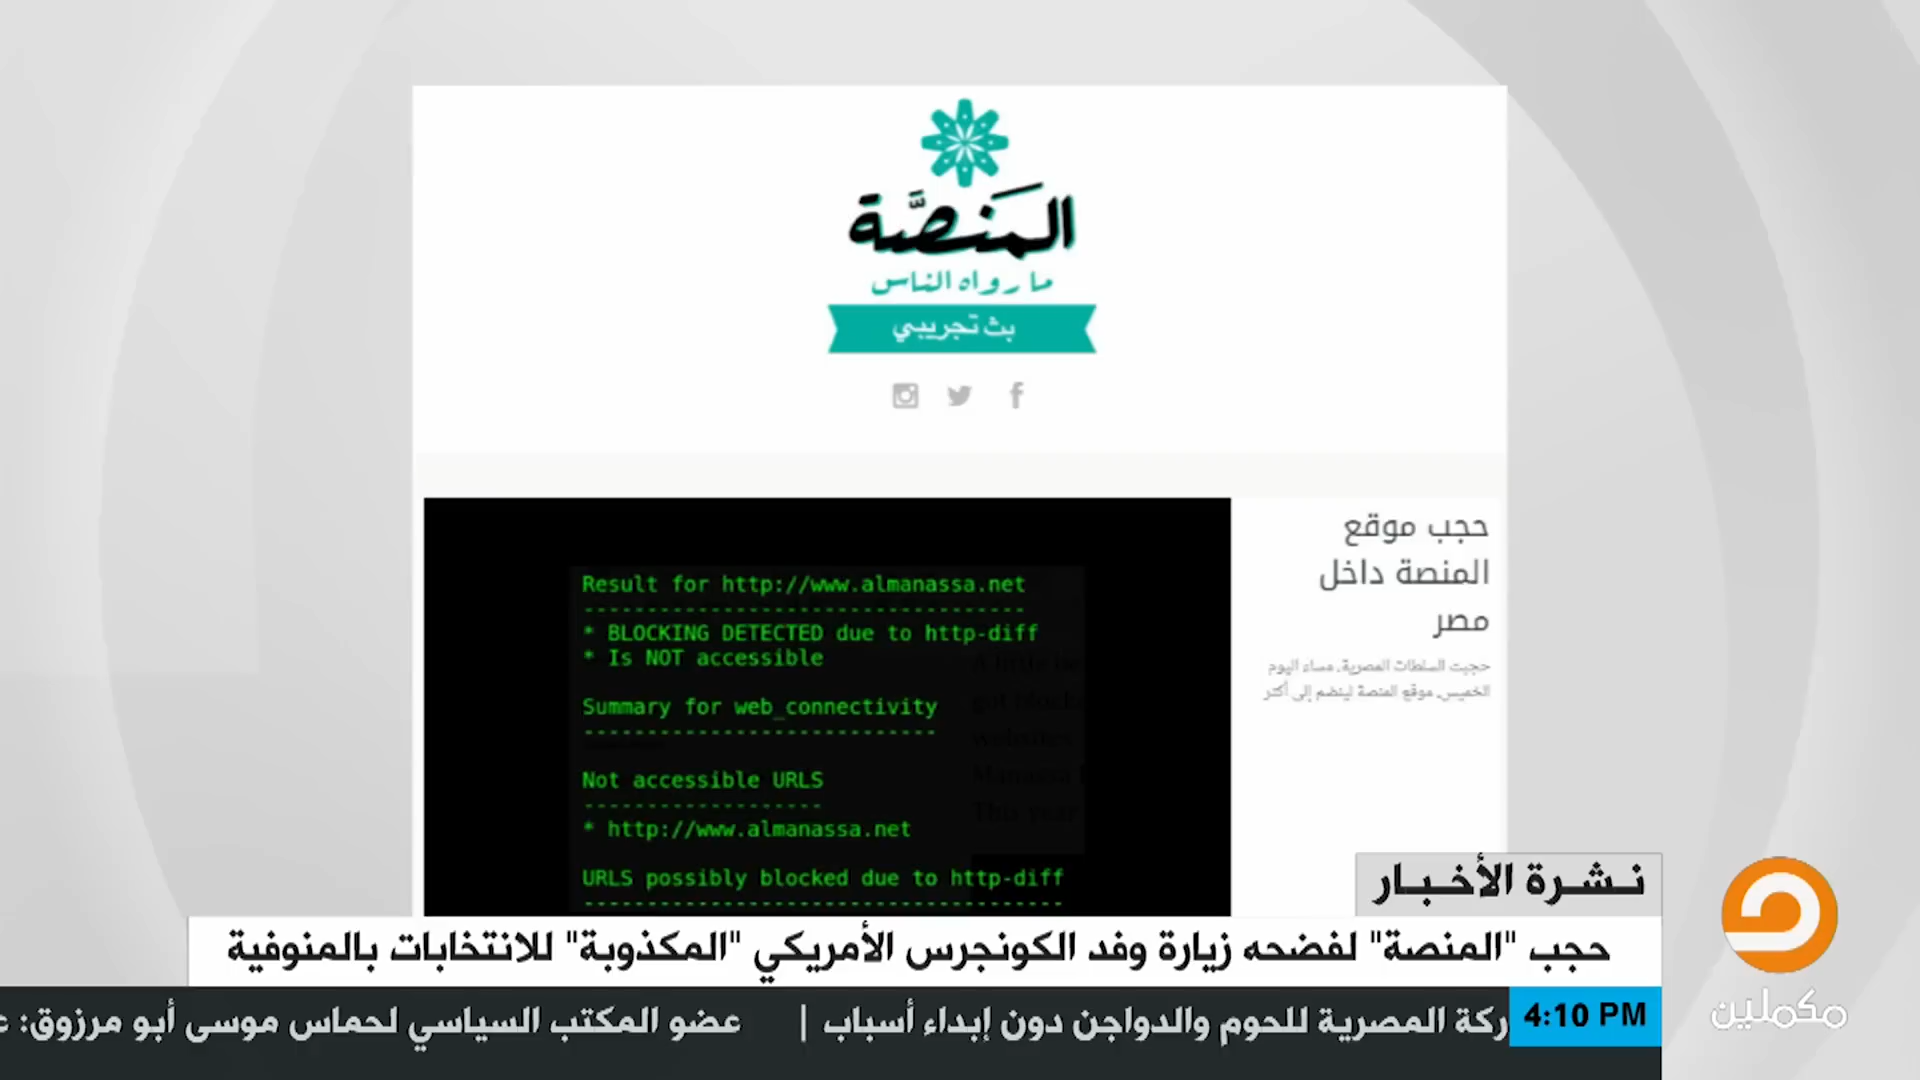 المَنصَّة
ما رواه الناس
بث تجريبي
حجب موقع
المنصة داخل
مصر
حجبت السلطات المصرية، مساء اليوم
الخميس، موقع المنصة لينضم إلى أكثر
Result for http://www.almanassa.net
-----------------------------------
* BLOCKING DETECTED due to http-diff
* Is NOT accessible
Summary for web_connectivity
----------------------------
Not accessible URLS
-------------------
* http://www.almanassa.net
URLS possibly blocked due to http-diff
--------------------------------------
نـشـرة الأخـبـار
حجب "المنصة" لفضحه زيارة وفد الكونجرس الأمريكي "المكذوبة" للانتخابات بالمنوفية
4:10 PM
ركة المصرية للحوم والدواجن دون إبداء أسباب | عضو المكتب السياسي لحماس موسى أبو مرزوق:
مكملين